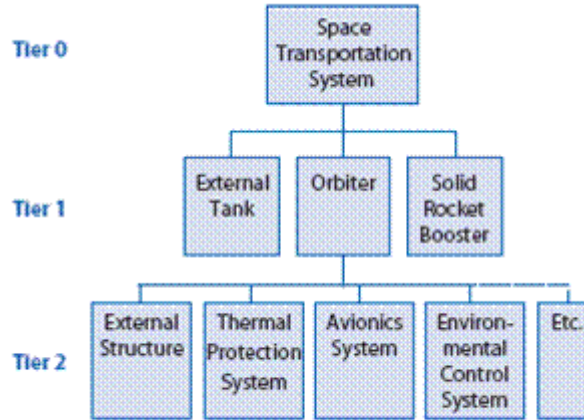 Tier 0
Space
Transportation
System
Tier 1
External
Tank
Orbiter
Solid
Rocket
Booster
Tier 2
External
Structure
Thermal
Protection
System
Avionics
System
Environ-
mental
Control
System
Etc.